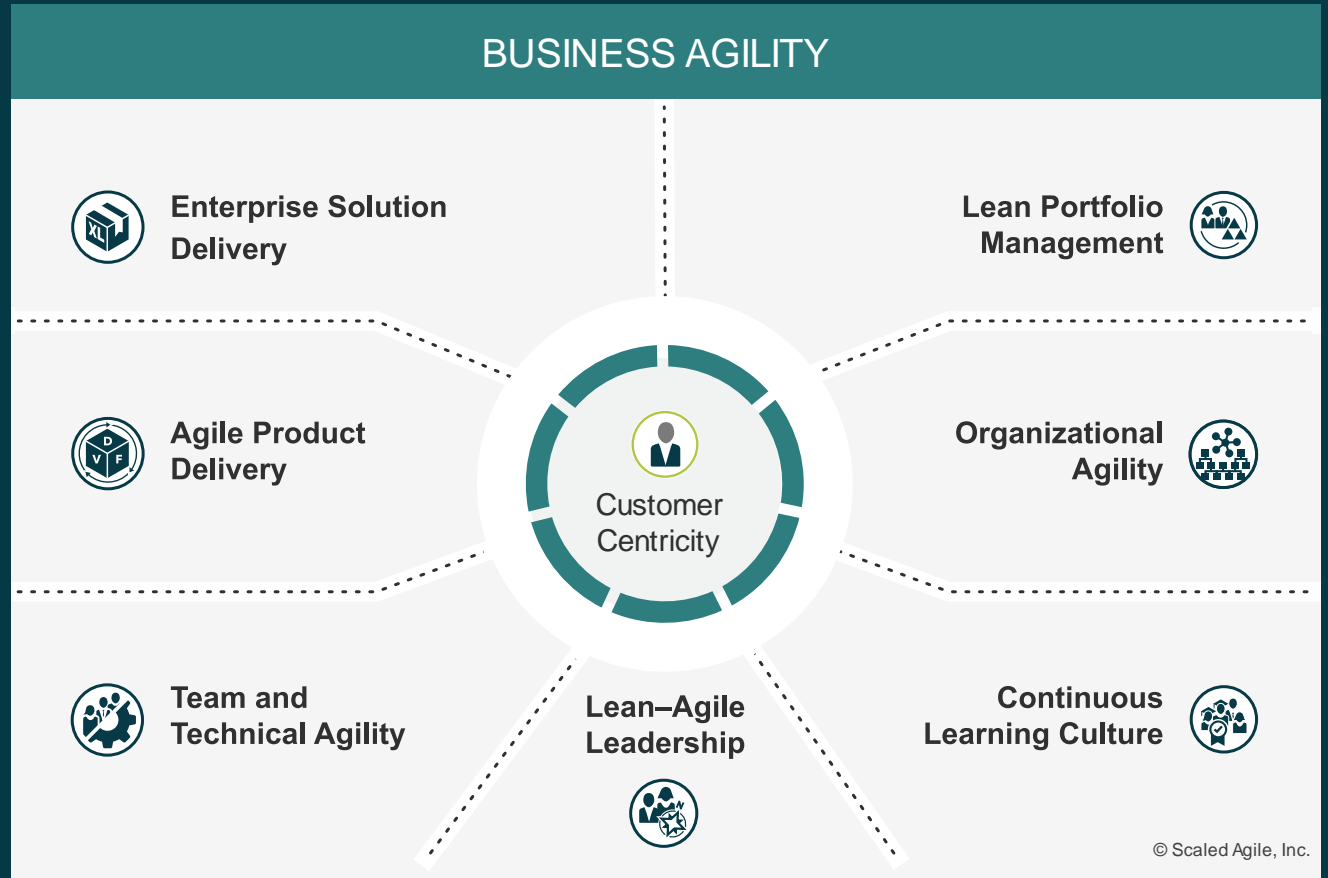 BUSINESS AGILITY
Enterprise Solution
Delivery
Lean Portfolio
Management
XL
Agile Product
Delivery
D
V F
Organizational
Agility
Customer
Centricity
Team and
Technical Agility
Lean–Agile
Leadership
N
Continuous
Learning Culture
© Scaled Agile, Inc.